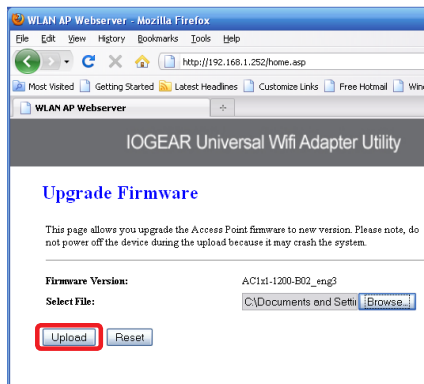 WLAN AP Webserver - Mozilla Firefox
File Edit View History Bookmarks Tools Help
http://192.168.1.252/home.asp
Most Visited Getting Started Latest Headlines Customize Links Free Hotmail
WLAN AP Webserver
IOGEAR Universal Wifi Adapter Utility
Upgrade Firmware
This page allows you upgrade the Access Point firmware to new version. Please note, do
not power off the device during the upload because it may crash the system.
Firmware Version: AC1x1-1200-B02_eng3
Select File: C:\Documents and Settin Browse...
Upload Reset